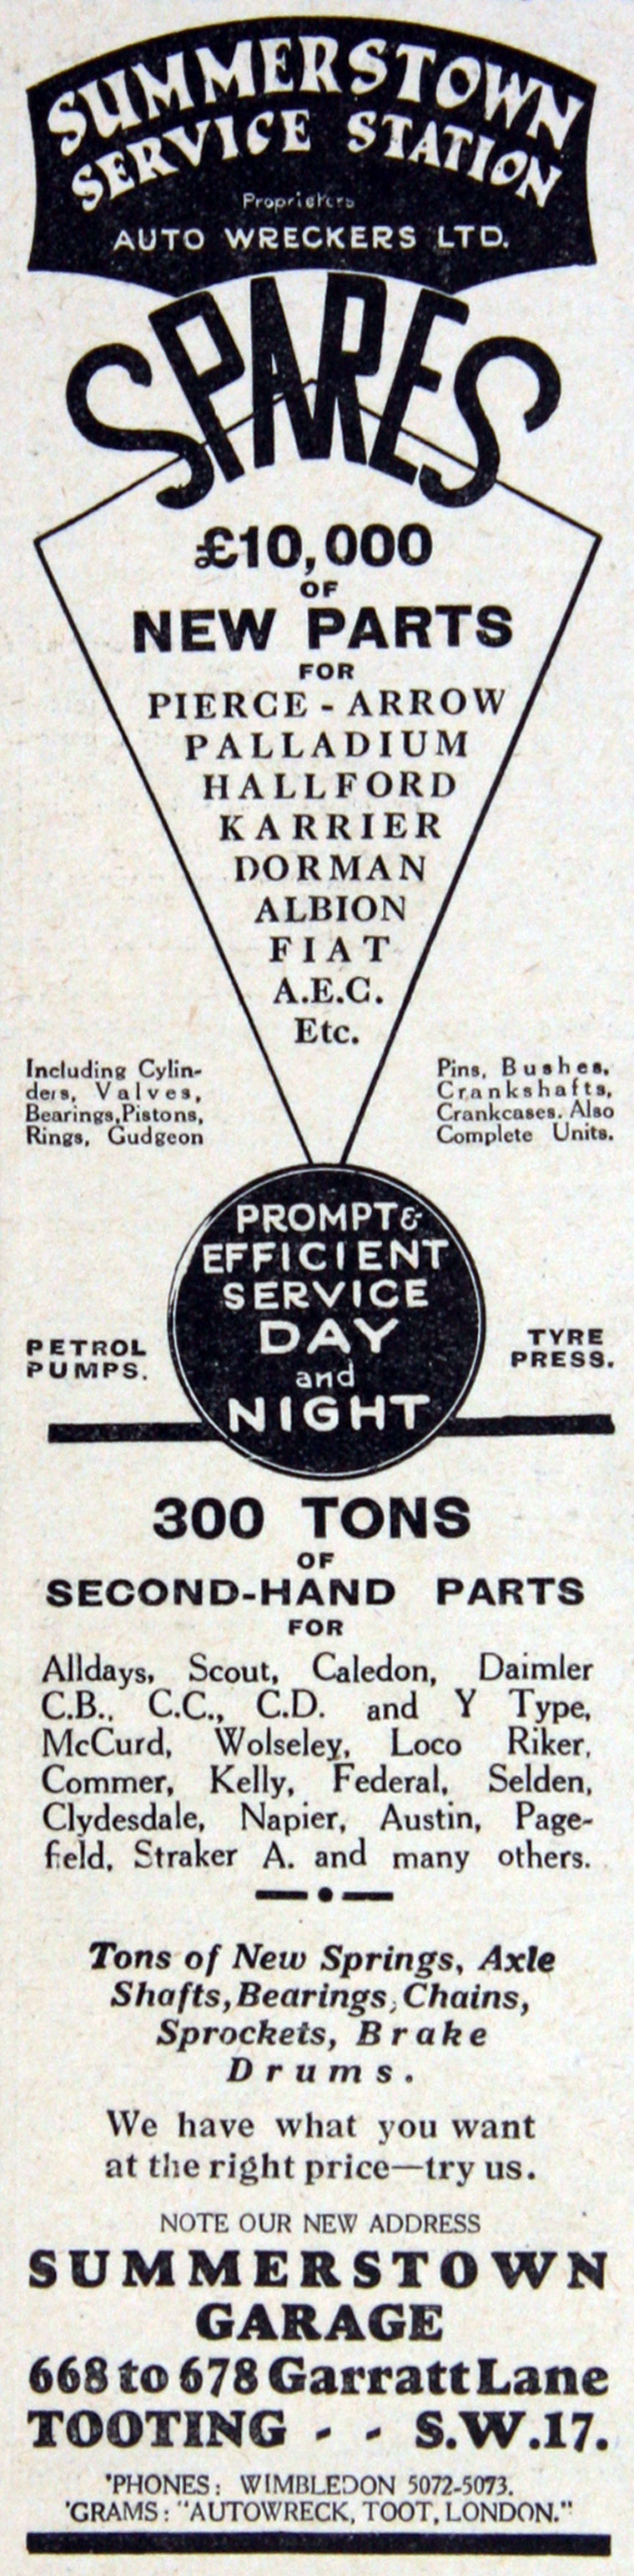 SUMMERSTOWN
SERVICE STATION
Proprietors
AUTO WRECKERS LTD.
SPARES
£10,000
OF
NEW PARTS
FOR
PIERCE - ARROW
PALLADIUM
HALLFORD
KARRIER
DORMAN
ALBION
FIAT
A.E.C.
Etc.
Including Cylin-
ders, Valves,
Bearings, Pistons,
Rings, Gudgeon
Pins, Bushes,
Crankshafts,
Crankcases. Also
Complete Units.
PROMPT &
EFFICIENT
SERVICE
DAY
and
NIGHT
PETROL
PUMPS.
TYRE
PRESS.
300 TONS
OF
SECOND-HAND PARTS
FOR
Alldays, Scout, Caledon, Daimler
C.B., C.C., C.D. and Y Type,
McCurd, Wolseley, Loco Riker,
Commer, Kelly, Federal, Selden,
Clydesdale, Napier, Austin, Page-
field, Straker A. and many others.
Tons of New Springs, Axle
Shafts, Bearings, Chains,
Sprockets, Brake
Drums.
We have what you want
at the right price—try us.
NOTE OUR NEW ADDRESS
SUMMERSTOWN
GARAGE
668 to 678 Garratt Lane
TOOTING - - S.W.17.
'PHONES: WIMBLEDON 5072-5073.
'GRAMS: "AUTOWRECK, TOOT, LONDON."